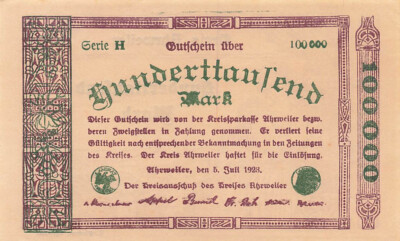 Serie H
Gutschein über
100 000
Hunderttausend
Mark
Dieser Gutschein wird von der Kreissparkasse Ahrweiler bezw.
deren Zweigstellen in Zahlung genommen. Er verliert seine
Gültigkeit nach entsprechender Bekanntmachung in den Zeitungen
des Kreises. Der Kreis Ahrweiler haftet für die Einlösung.
Ahrweiler, den 5. Juli 1923.
Der Kreisausschuß des Kreises Ahrweiler
100000